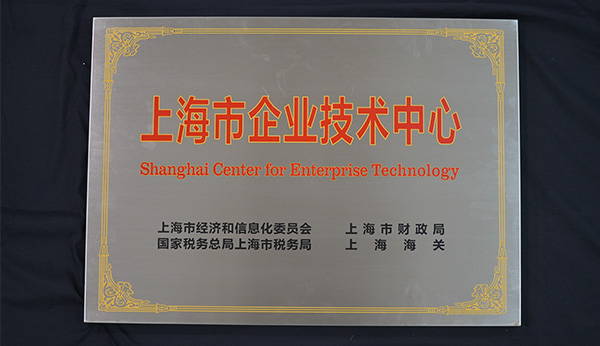 上海市企业技术中心
Shanghai Center for Enterprise Technology
上海市经济和信息化委员会 上海市财政局
国家税务总局上海市税务局 上海海关